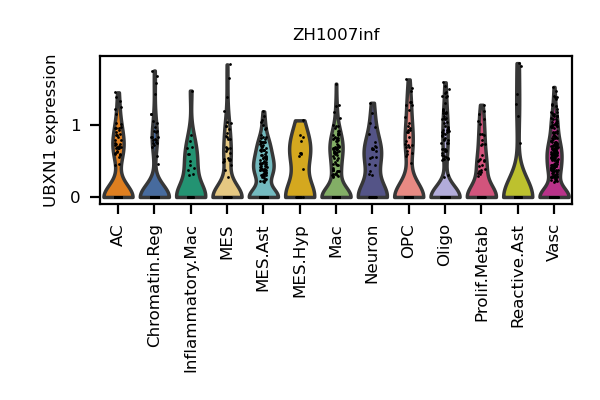 ZH1007inf
UBXN1 expression
1
0
AC
Chromatin.Reg
Inflammatory.Mac
MES
MES.Ast
MES.Hyp
Mac
Neuron
OPC
Oligo
Prolif.Metab
Reactive.Ast
Vasc